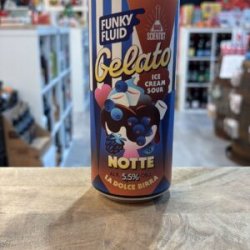 FUNKY
FLUID
Gelato
ICE
CREAM
SOUR
NOTTE
5.5%
LA DOLCE BIRRA